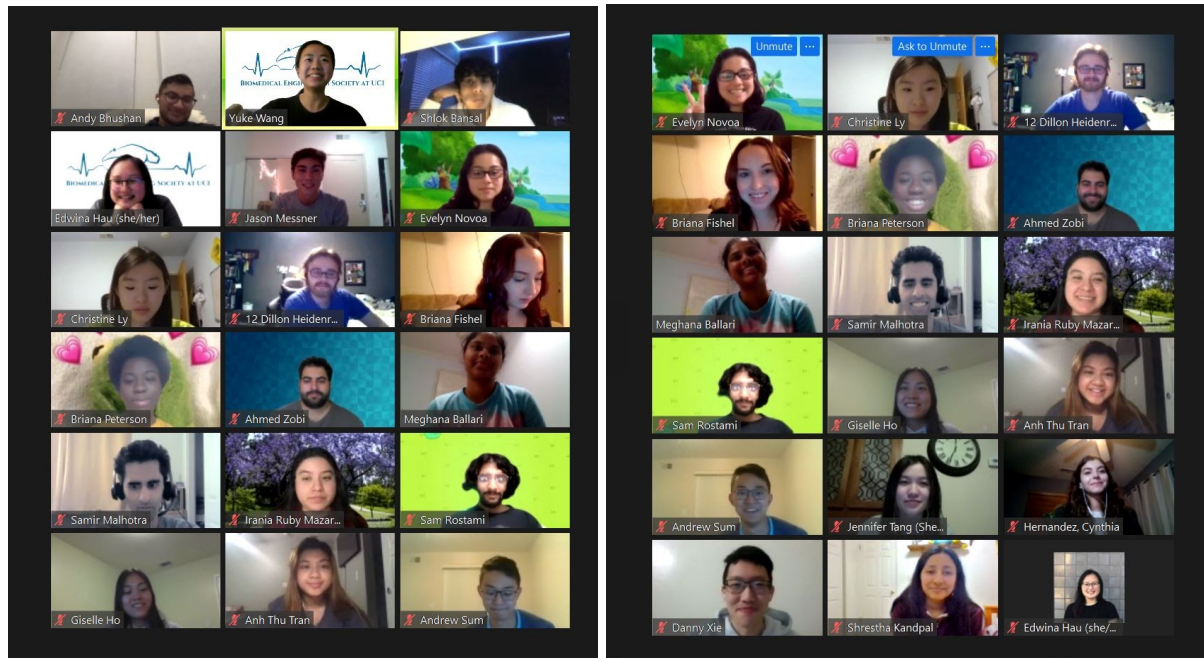 Andy Bhushan
BIOMEDICAL ENGI SOCIETY AT UCI
Yuke Wang
Shlok Bansal
BIOMEDICA SOCIETY AT UCI
Edwina Hau (she/her)
Jason Messner
Evelyn Novoa
Christine Ly
12 Dillon Heidenr...
Briana Fishel
Briana Peterson
Ahmed Zobi
Meghana Ballari
Samir Malhotra
Irania Ruby Mazar...
Sam Rostami
Giselle Ho
Anh Thu Tran
Andrew Sum
Unmute ...
Ask to Unmute ...
Evelyn Novoa
Christine Ly
12 Dillon Heidenr...
Briana Fishel
Briana Peterson
Ahmed Zobi
Meghana Ballari
Samir Malhotra
Irania Ruby Mazar...
Sam Rostami
Giselle Ho
Anh Thu Tran
Andrew Sum
Jennifer Tang (She...
Hernandez, Cynthia
Danny Xie
Shrestha Kandpal
Edwina Hau (she/...